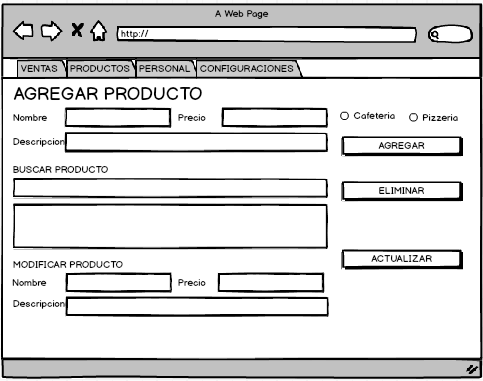 A Web Page
http://
VENTAS PRODUCTOS PERSONAL CONFIGURACIONES
AGREGAR PRODUCTO
Nombre Precio Cafeteria Pizzeria
Descripcion AGREGAR
BUSCAR PRODUCTO
ELIMINAR
ACTUALIZAR
MODIFICAR PRODUCTO
Nombre Precio
Descripcion